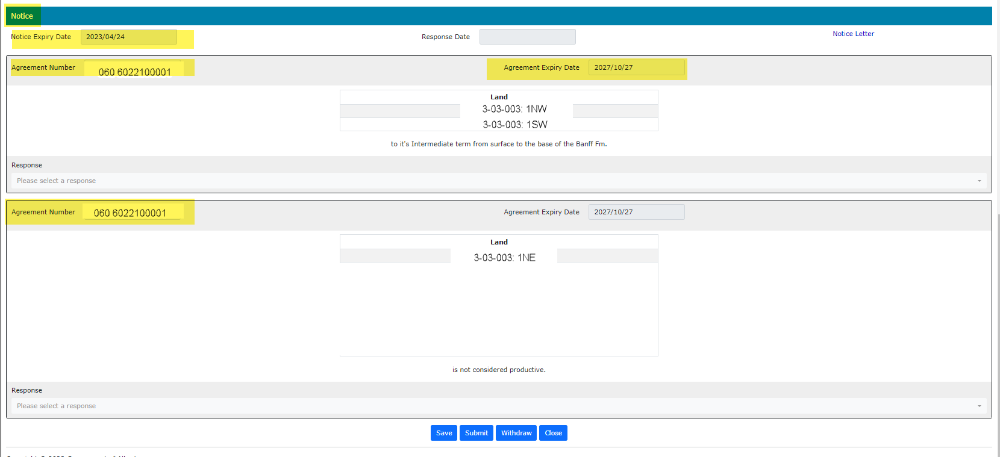 Notice
Notice Expiry Date 2023/04/24 Response Date Notice Letter
Agreement Number 060 6022100001 Agreement Expiry Date 2027/10/27
Land
3-03-003: 1NW
3-03-003: 1SW
to it's Intermediate term from surface to the base of the Banff Fm.
Response
Please select a response
Agreement Number 060 6022100001 Agreement Expiry Date 2027/10/27
Land
3-03-003: 1NE
is not considered productive.
Response
Please select a response
Save Submit Withdraw Close